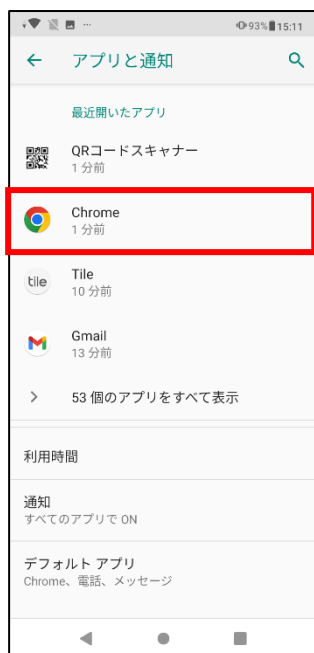 93% 15:11
アプリと通知
最近開いたアプリ
QRコードスキャナー
1 分前
Chrome
1 分前
tile
Tile
10 分前
Gmail
13 分前
53 個のアプリをすべて表示
利用時間
通知
すべてのアプリで ON
デフォルト アプリ
Chrome、電話、メッセージ